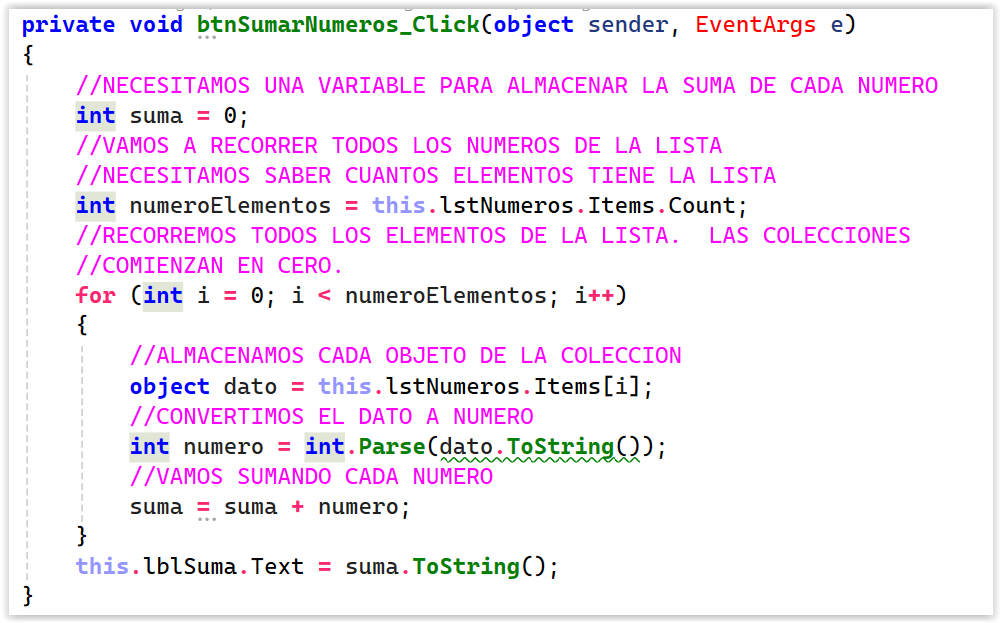 private void btnSumarNumeros_Click(object sender, EventArgs e)
{
    //NECESITAMOS UNA VARIABLE PARA ALMACENAR LA SUMA DE CADA NUMERO
    int suma = 0;
    //VAMOS A RECORRER TODOS LOS NUMEROS DE LA LISTA
    //NECESITAMOS SABER CUANTOS ELEMENTOS TIENE LA LISTA
    int numeroElementos = this.lstNumeros.Items.Count;
    //RECORREMOS TODOS LOS ELEMENTOS DE LA LISTA.  LAS COLECCIONES
    //COMIENZAN EN CERO.
    for (int i = 0; i < numeroElementos; i++)
    {
        //ALMACENAMOS CADA OBJETO DE LA COLECCION
        object dato = this.lstNumeros.Items[i];
        //CONVERTIMOS EL DATO A NUMERO
        int numero = int.Parse(dato.ToString());
        //VAMOS SUMANDO CADA NUMERO
        suma = suma + numero;
    }
    this.lblSuma.Text = suma.ToString();
}